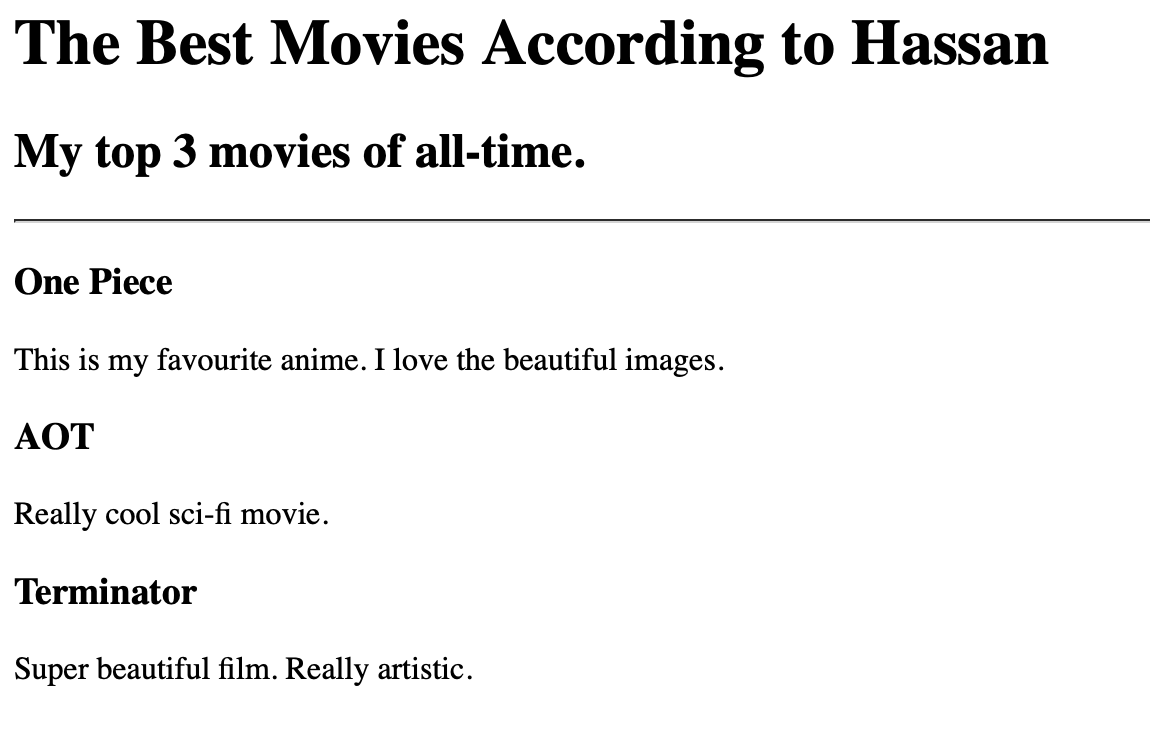 The Best Movies According to Hassan
My top 3 movies of all-time.
One Piece
This is my favourite anime. I love the beautiful images.
AOT
Really cool sci-fi movie.
Terminator
Super beautiful film. Really artistic.